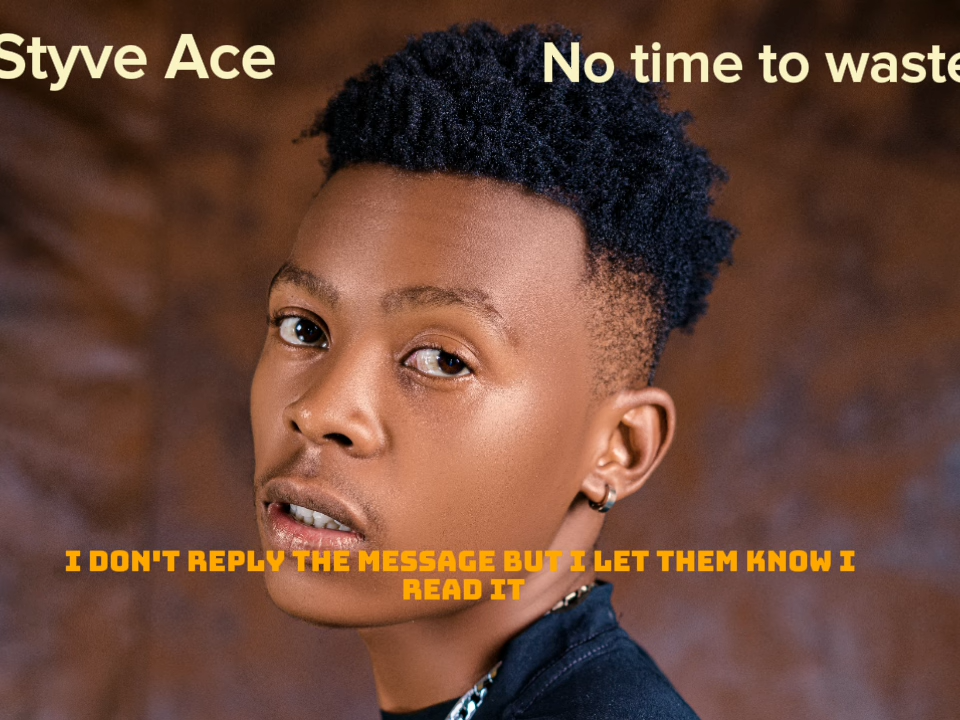 Styve Ace
No time to waste
I DON'T REPLY THE MESSAGE BUT I LET THEM KNOW I
READ IT